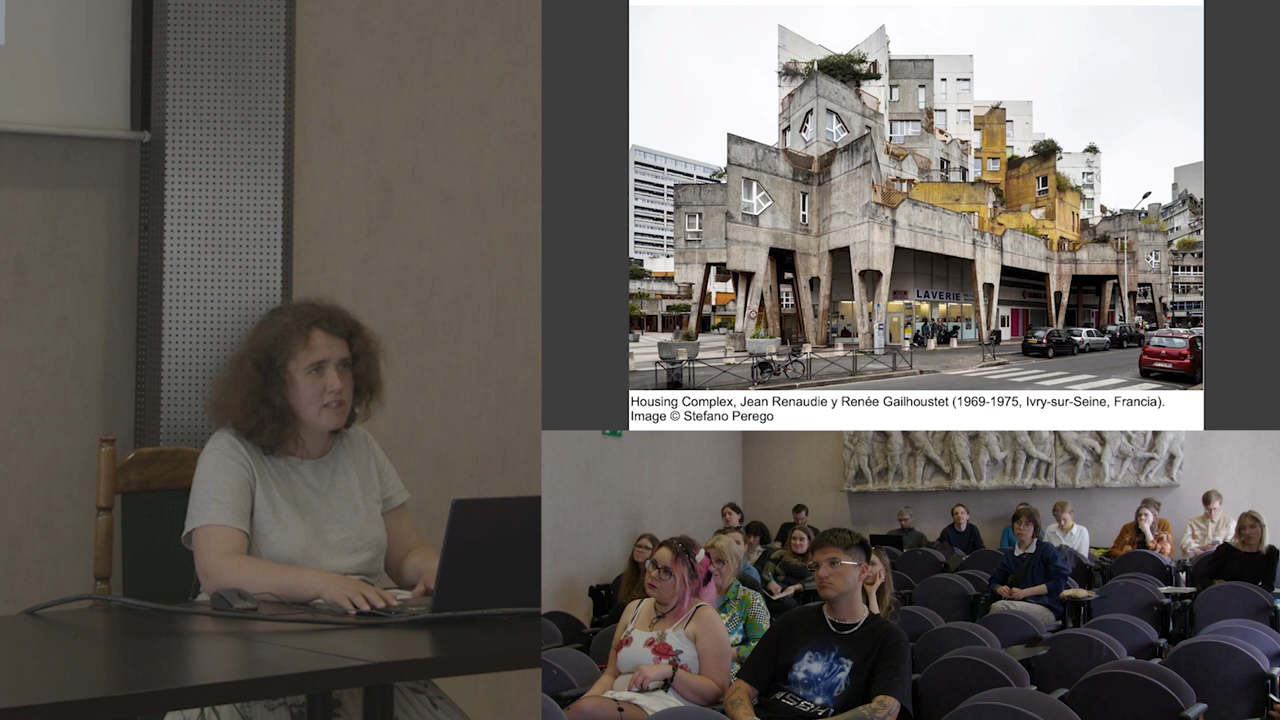 LAVERIE
Housing Complex, Jean Renaudie y Renée Gailhoustet (1969-1975, Ivry-sur-Seine, Francia).
Image © Stefano Perego